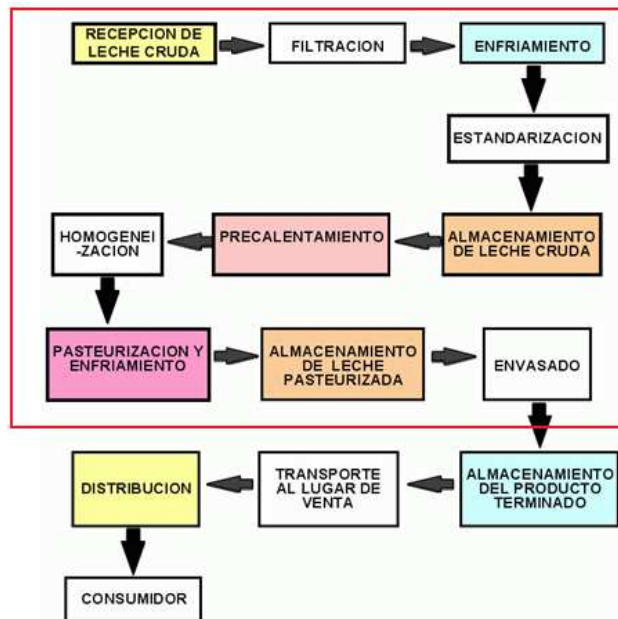 RECEPCION DE
LECHE CRUDA
FILTRACION
ENFRIAMIENTO
ESTANDARIZACION
HOMOGENEI
-ZACION
PRECALENTAMIENTO
ALMACENAMIENTO
DE LECHE CRUDA
PASTEURIZACION Y
ENFRIAMIENTO
ALMACENAMIENTO
DE LECHE
PASTEURIZADA
ENVASADO
DISTRIBUCION
TRANSPORTE
AL LUGAR DE
VENTA
ALMACENAMIENTO
DEL PRODUCTO
TERMINADO
CONSUMIDOR